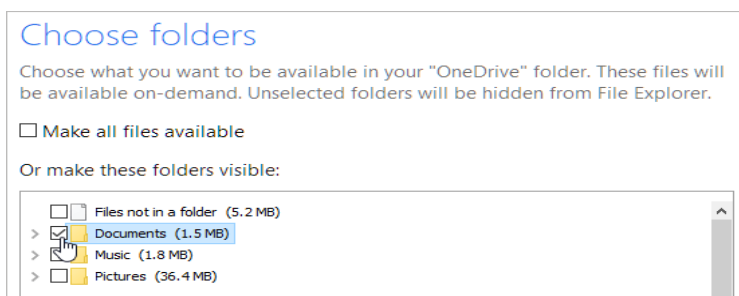 Choose folders
Choose what you want to be available in your "OneDrive" folder. These files will
be available on-demand. Unselected folders will be hidden from File Explorer.
Make all files available
Or make these folders visible:
Files not in a folder (5.2 MB)
Documents (1.5 MB)
Music (1.8 MB)
Pictures (36.4 MB)